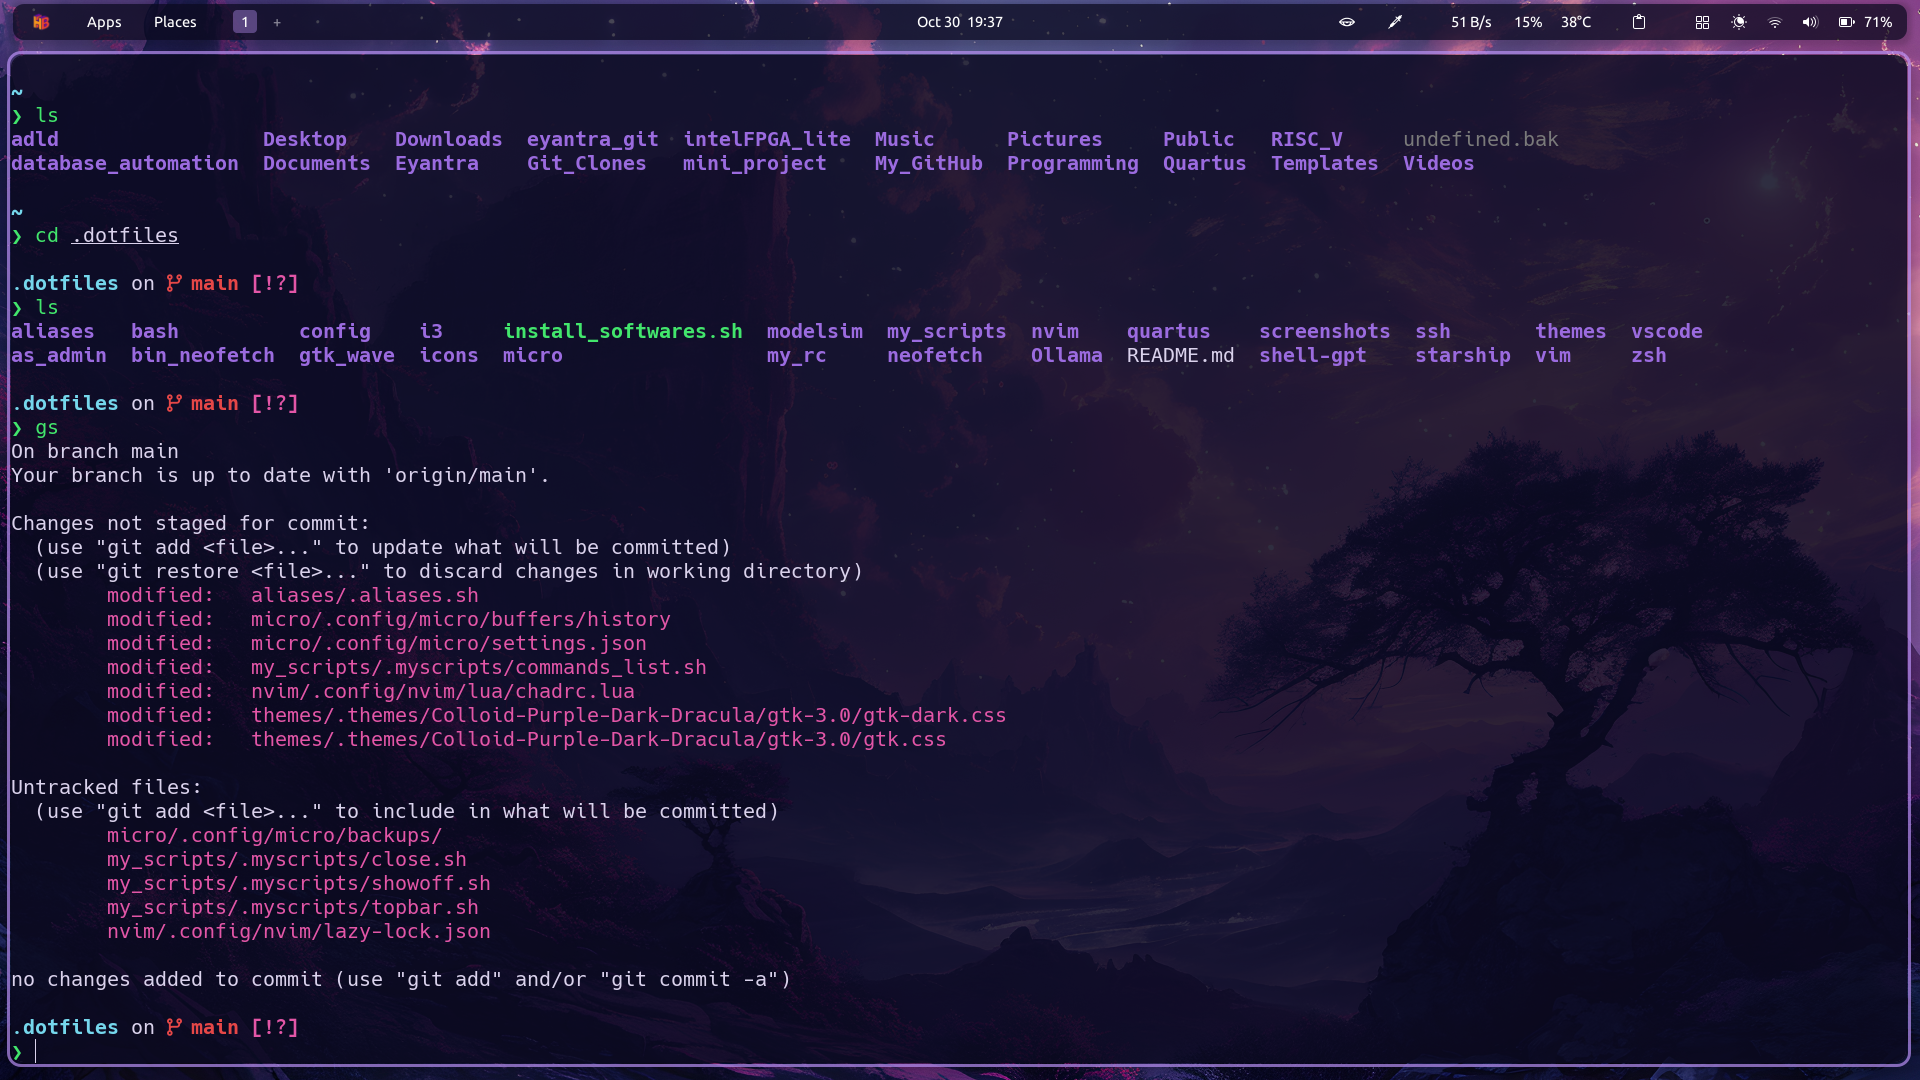 HB Apps Places 1 + Oct 30 19:37 51 B/s 15% 38°C 71%
~
❯ ls
adld Desktop Downloads eyantra_git intelFPGA_lite Music Pictures Public RISC_V undefined.bak
database_automation Documents Eyantra Git_Clones mini_project My_GitHub Programming Quartus Templates Videos
~
❯ cd .dotfiles
.dotfiles on main [!?]
❯ ls
aliases bash config i3 install_softwares.sh modelsim my_scripts nvim quartus screenshots ssh themes vscode
as_admin bin_neofetch gtk_wave icons micro my_rc neofetch Ollama README.md shell-gpt starship vim zsh
.dotfiles on main [!?]
❯ gs
On branch main
Your branch is up to date with 'origin/main'.
Changes not staged for commit:
(use "git add <file>..." to update what will be committed)
(use "git restore <file>..." to discard changes in working directory)
modified: aliases/.aliases.sh
modified: micro/.config/micro/buffers/history
modified: micro/.config/micro/settings.json
modified: my_scripts/.myscripts/commands_list.sh
modified: nvim/.config/nvim/lua/chadrc.lua
modified: themes/.themes/Colloid-Purple-Dark-Dracula/gtk-3.0/gtk-dark.css
modified: themes/.themes/Colloid-Purple-Dark-Dracula/gtk-3.0/gtk.css
Untracked files:
(use "git add <file>..." to include in what will be committed)
micro/.config/micro/backups/
my_scripts/.myscripts/close.sh
my_scripts/.myscripts/showoff.sh
my_scripts/.myscripts/topbar.sh
nvim/.config/nvim/lazy-lock.json
no changes added to commit (use "git add" and/or "git commit -a")
.dotfiles on main [!?]
❯